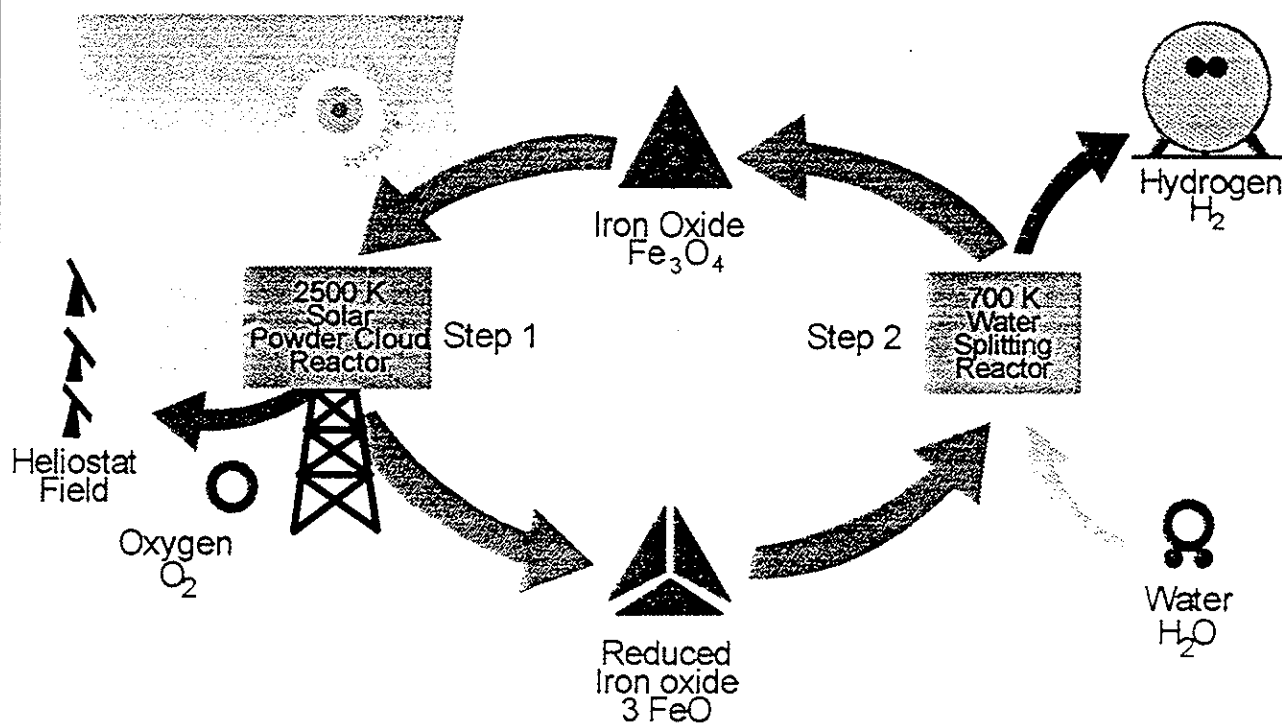 Iron Oxide
Fe₃O₄
Hydrogen
H₂
2500 K
Solar
Powder Cloud
Reactor
Step 1
Step 2
700 K
Water
Splitting
Reactor
Heliostat
Field
Oxygen
O₂
Reduced
Iron oxide
3 FeO
Water
H₂O